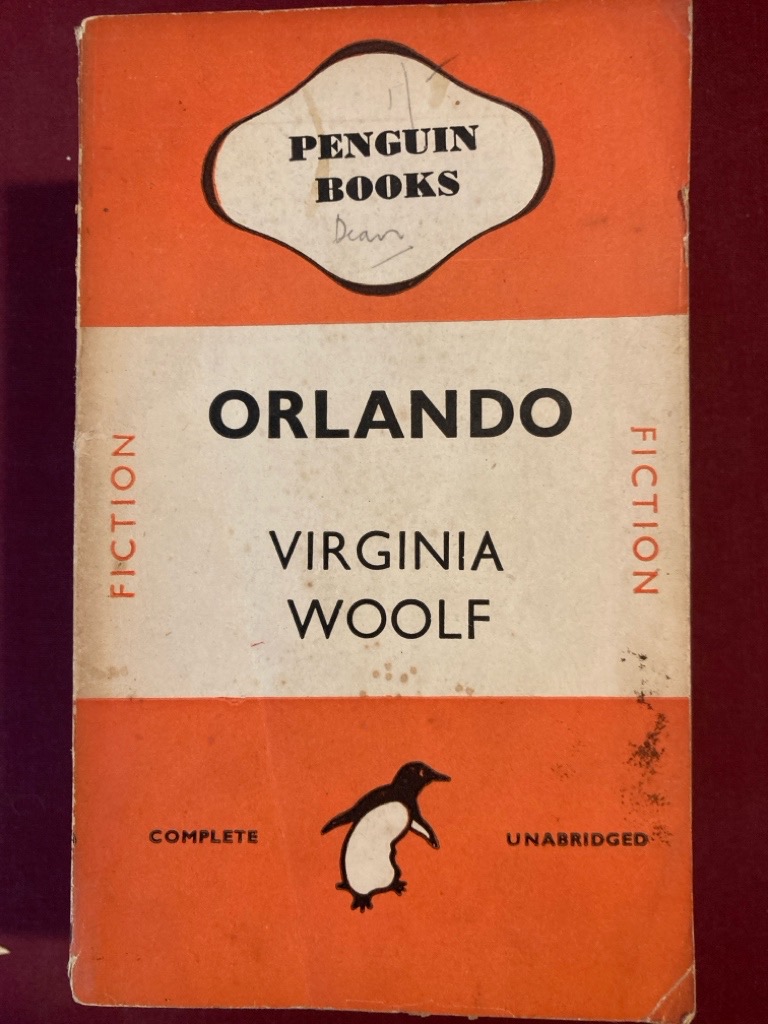 PENGUIN
BOOKS
ORLANDO
FICTION
FICTION
VIRGINIA
WOOLF
COMPLETE
UNABRIDGED